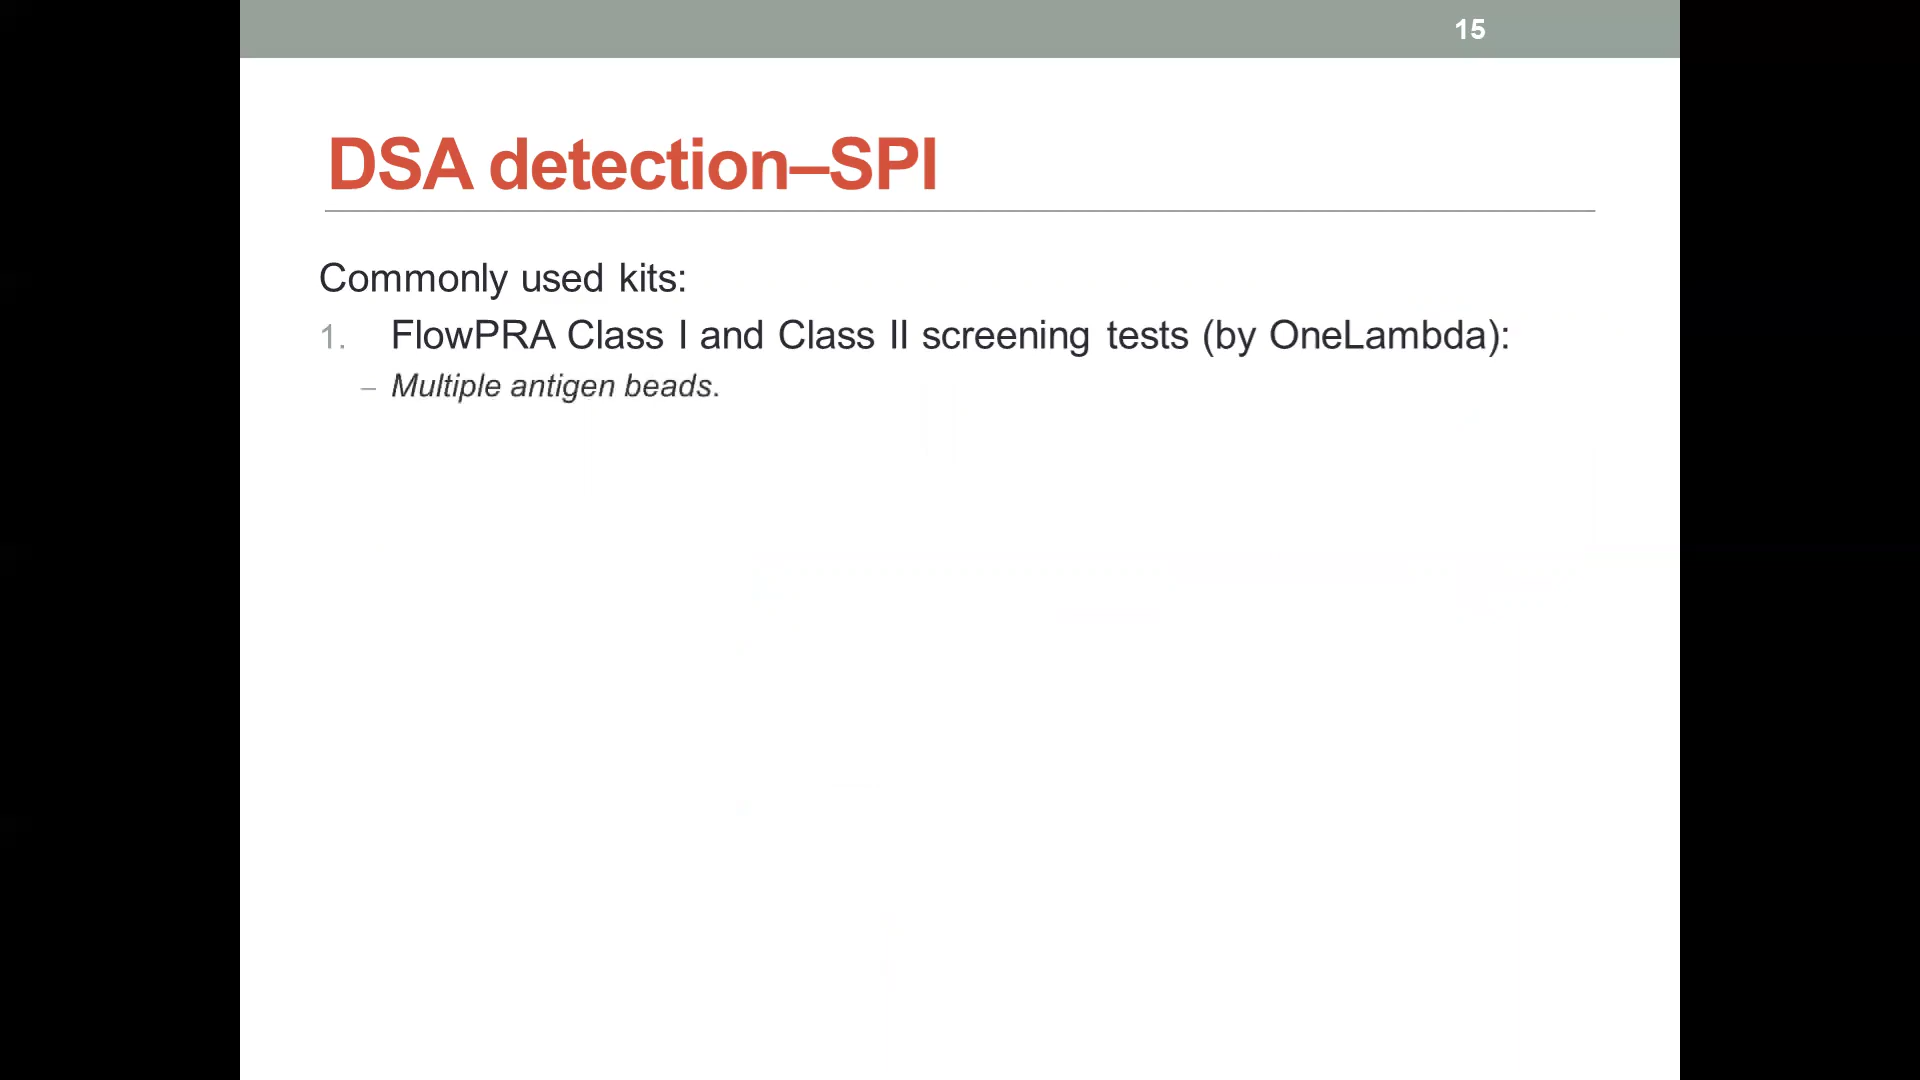 15
DSA detection–SPI
Commonly used kits:
1. FlowPRA Class I and Class II screening tests (by OneLambda):
– Multiple antigen beads.